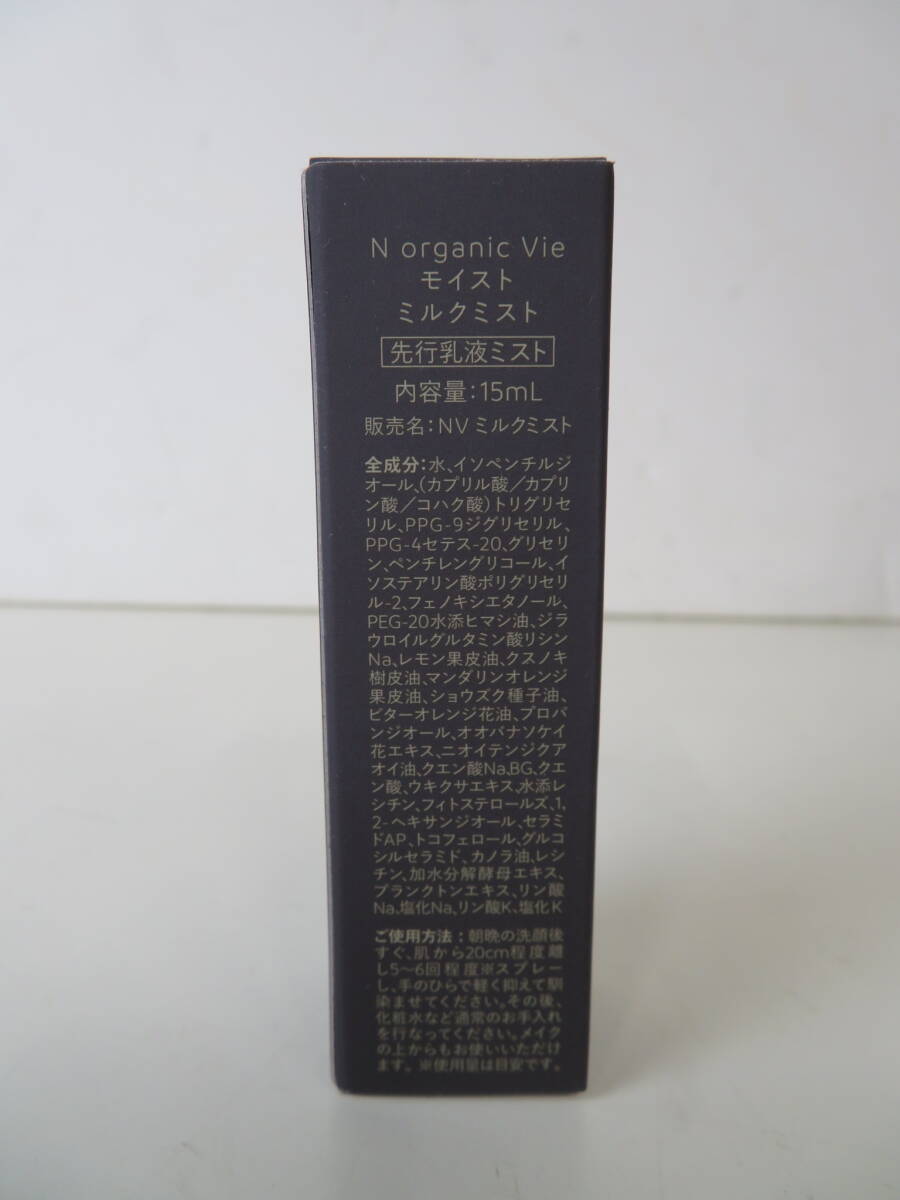 N organic Vie
モイスト
ミルクミスト
先行乳液ミスト
内容量:15mL
販売名:NVミルクミスト
全成分:水、イソペンチルジ
オール、(カプリル酸/カプリ
ン酸/コハク酸)トリグリセ
リル、PPG-9ジグリセリル、
PPG-4セテス-20、グリセリ
ン、ペンチレングリコール、イ
ソステアリン酸ポリグリセリ
ル-2、フェノキシエタノール、
PEG-20水添ヒマシ油、ジラ
ウロイルグルタミン酸リシン
Na、レモン果皮油、クスノキ
樹皮油、マンダリンオレンジ
果皮油、ショウズク種子油、
ビターオレンジ花油、プロパ
ンジオール、オオバナソケイ
花エキス、ニオイテンジクア
オイ油、クエン酸Na、BG、クエ
ン酸、ウキクサエキス、水添レ
シチン、フィトステロールズ、1,
2-ヘキサンジオール、セラミ
ドAP、トコフェロール、グルコ
シルセラミド、カノラ油、レシ
チン、加水分解酵母エキス、
プランクトンエキス、リン酸
Na、塩化Na、リン酸K、塩化K
ご使用方法:朝晩の洗顔後
すぐ、肌から20cm程度離
し5〜6回程度※スプレー
し、手のひらで軽く抑えて馴
染ませてください。その後、
化粧水など通常のお手入れ
を行なってください。メイク
の上からもお使いいただけ
ます。※使用量は目安です。